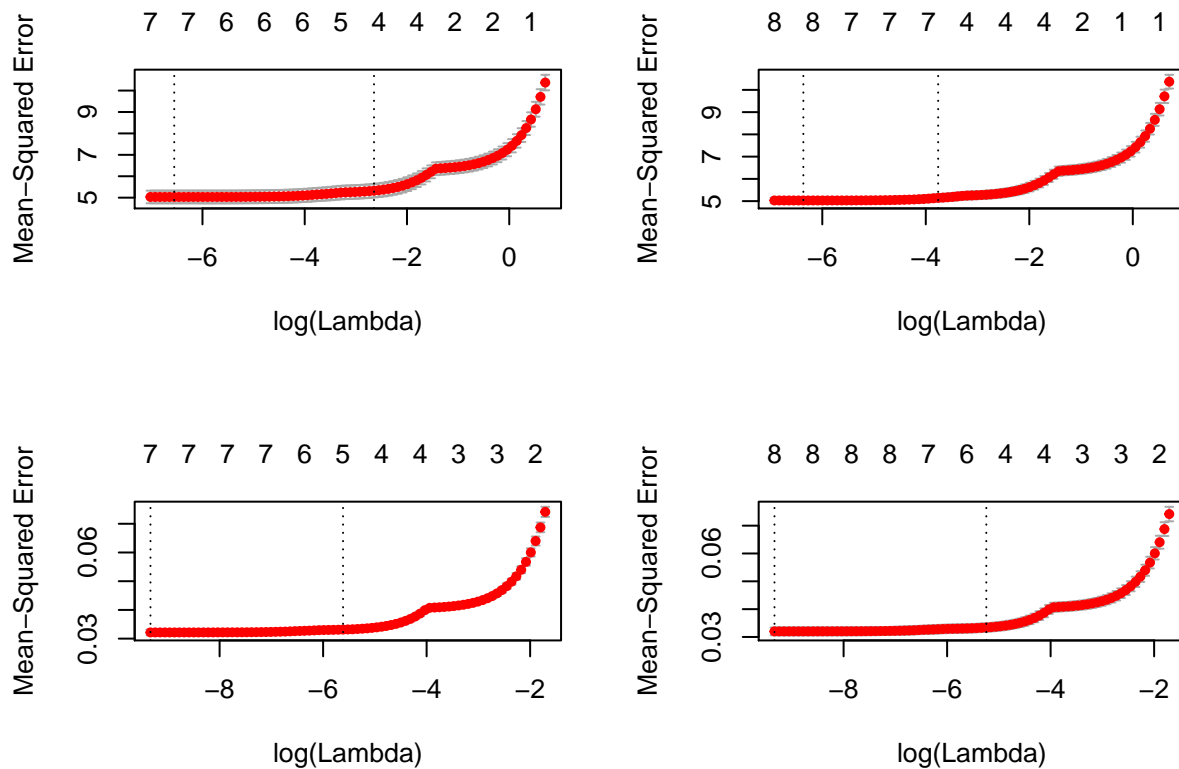 7 7 6 6 6 5 4 4 2 2 1
Mean−Squared Error
5 7 9
−6 −4 −2 0
log(Lambda)
8 8 7 7 7 4 4 4 2 1 1
Mean−Squared Error
5 7 9
−6 −4 −2 0
log(Lambda)
7 7 7 7 6 5 4 4 3 3 2
Mean−Squared Error
0.03 0.06
−8 −6 −4 −2
log(Lambda)
8 8 8 8 7 6 4 4 3 3 2
Mean−Squared Error
0.03 0.06
−8 −6 −4 −2
log(Lambda)